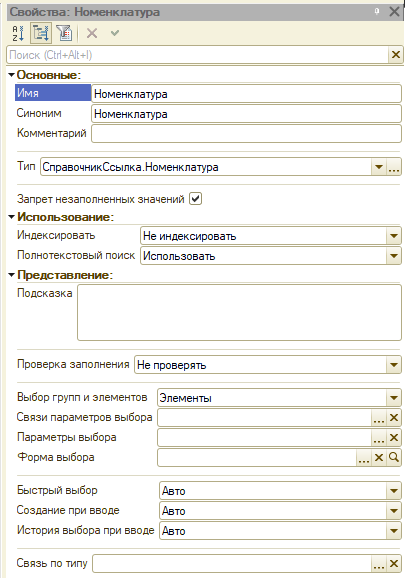 Свойства: Номенклатура
Поиск (Ctrl+Alt+I)
Основные:
Имя Номенклатура
Синоним Номенклатура
Комментарий
Тип СправочникСсылка.Номенклатура
Запрет незаполненных значений
Использование:
Индексировать Не индексировать
Полнотекстовый поиск Использовать
Представление:
Подсказка
Проверка заполнения Не проверять
Выбор групп и элементов Элементы
Связи параметров выбора
Параметры выбора
Форма выбора
Быстрый выбор Авто
Создание при вводе Авто
История выбора при вводе Авто
Связь по типу